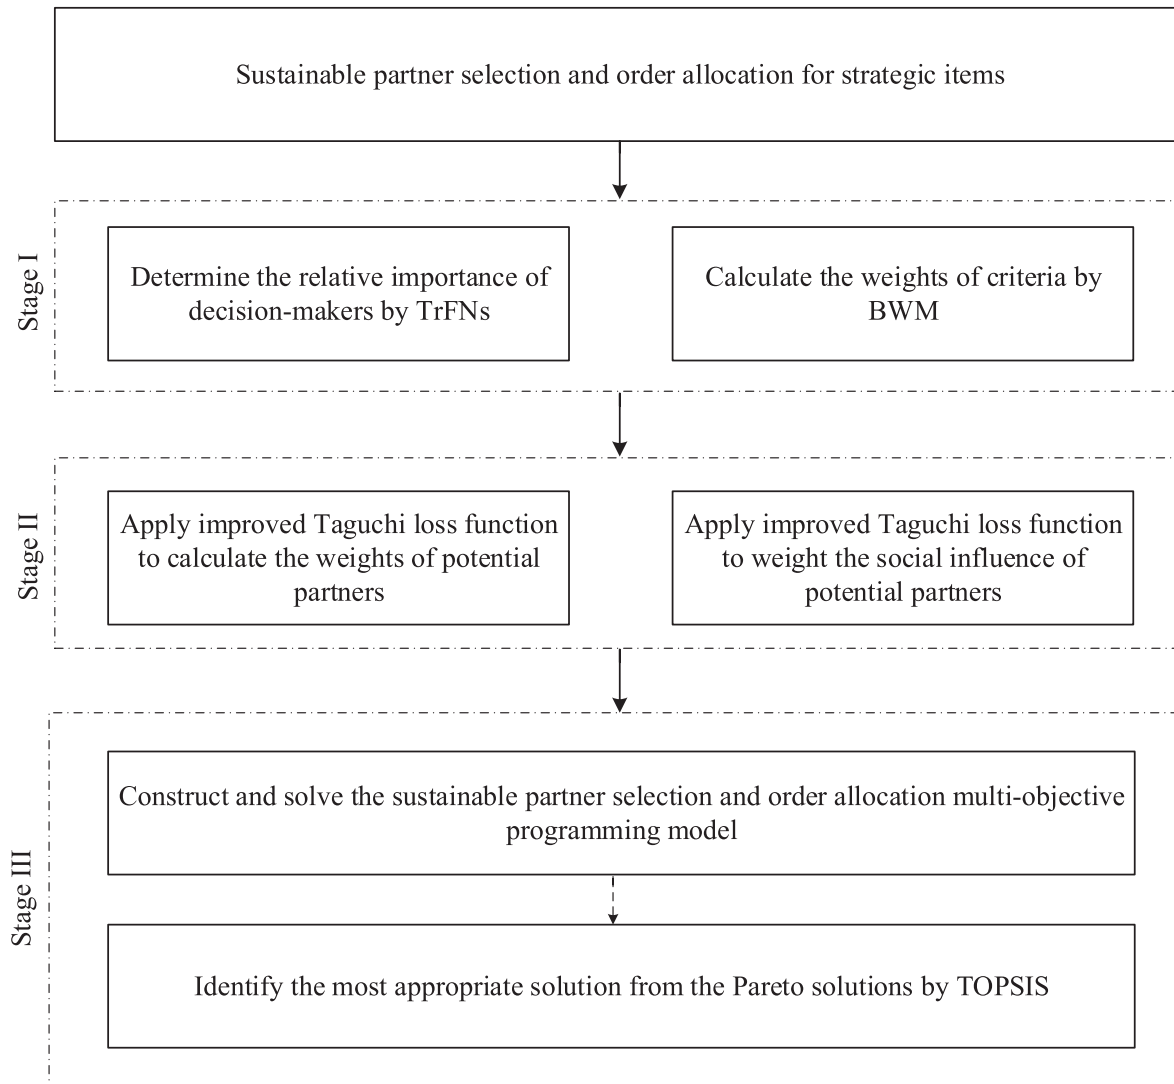 Sustainable partner selection and order allocation for strategic items
Stage I
Determine the relative importance of
decision-makers by TrFNs
Calculate the weights of criteria by
BWM
Stage II
Apply improved Taguchi loss function
to calculate the weights of potential
partners
Apply improved Taguchi loss function
to weight the social influence of
potential partners
Stage III
Construct and solve the sustainable partner selection and order allocation multi-objective
programming model
Identify the most appropriate solution from the Pareto solutions by TOPSIS